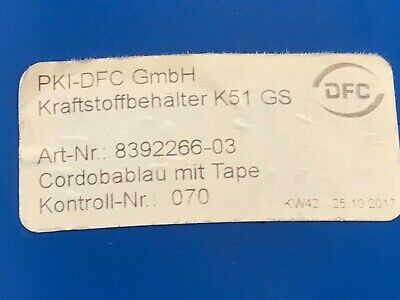 PKI-DFC GmbH
DFC
Kraftstoffbehälter K51 GS
Art-Nr.: 8392266-03
Cordobablau mit Tape
Kontroll-Nr.: 070
KW42 25.10.2017